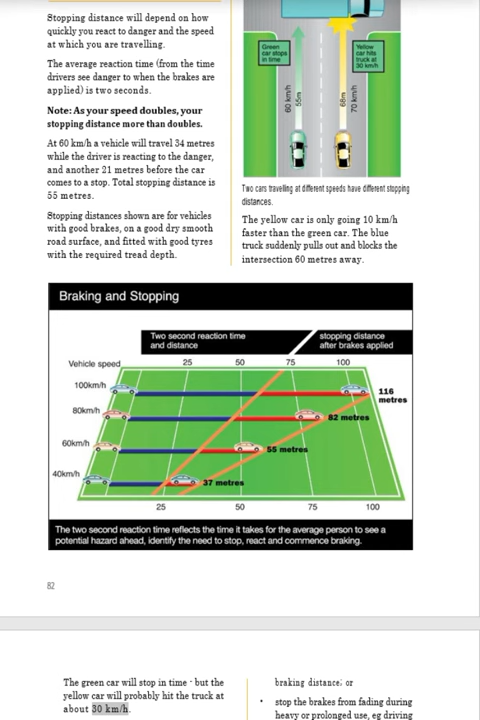 Stopping distance will depend on how
quickly you react to danger and the speed
at which you are travelling.
The average reaction time (from the time
drivers see danger to when the brakes are
applied) is two seconds.
Note: As your speed doubles, your
stopping distance more than doubles.
At 60 km/h a vehicle will travel 34 metres
while the driver is reacting to the danger,
and another 21 metres before the car
comes to a stop. Total stopping distance is
55 metres.
Stopping distances shown are for vehicles
with good brakes, on a good dry smooth
road surface, and fitted with good tyres
with the required tread depth.
Green
car stops
in time
Yellow
car hits
truck at
30 km/h
60 km/h
55m
68m
70 km/h
Two cars travelling at different speeds have different stopping
distances.
The yellow car is only going 10 km/h
faster than the green car. The blue
truck suddenly pulls out and blocks the
intersection 60 metres away.
Braking and Stopping
Two second reaction time
and distance
stopping distance
after brakes applied
Vehicle speed
25
50
75
100
100km/h
116
metres
80km/h
82 metres
60km/h
55 metres
40km/h
37 metres
25
50
75
100
The two second reaction time reflects the time it takes for the average person to see a
potential hazard ahead, identify the need to stop, react and commence braking.
82
The green car will stop in time - but the
yellow car will probably hit the truck at
about 30 km/h.
braking distance; or
• stop the brakes from fading during
heavy or prolonged use, eg driving